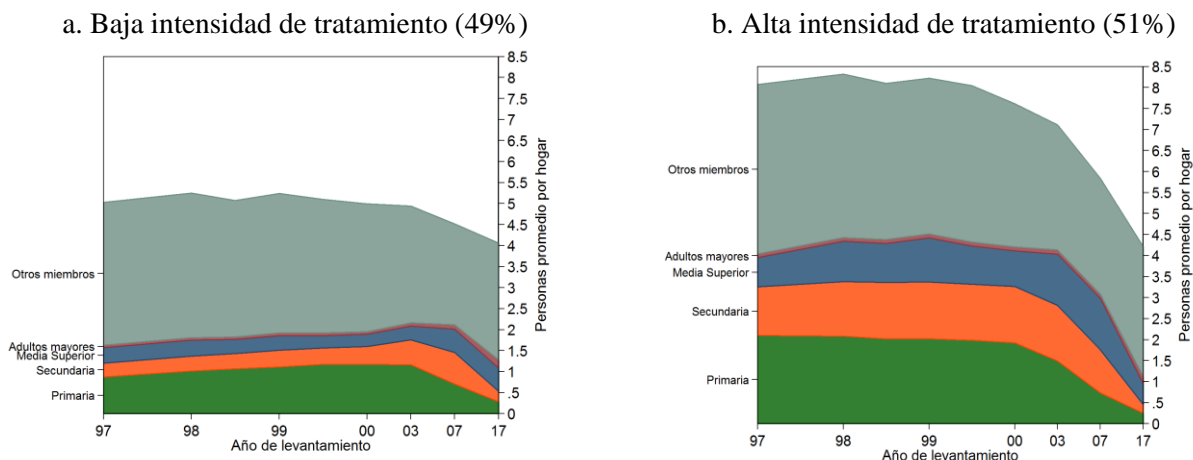 a. Baja intensidad de tratamiento (49%)
8.5
8
7.5
7
6.5
6
5.5
5
4.5
4
3.5
3
2.5
2
1.5
1
.5
0
Personas promedio por hogar
Otros miembros
Adultos mayores
Media Superior
Secundaria
Primaria
97 98 99 00 03 07 17
Año de levantamiento
b. Alta intensidad de tratamiento (51%)
8.5
8
7.5
7
6.5
6
5.5
5
4.5
4
3.5
3
2.5
2
1.5
1
.5
0
Personas promedio por hogar
Otros miembros
Adultos mayores
Media Superior
Secundaria
Primaria
97 98 99 00 03 07 17
Año de levantamiento